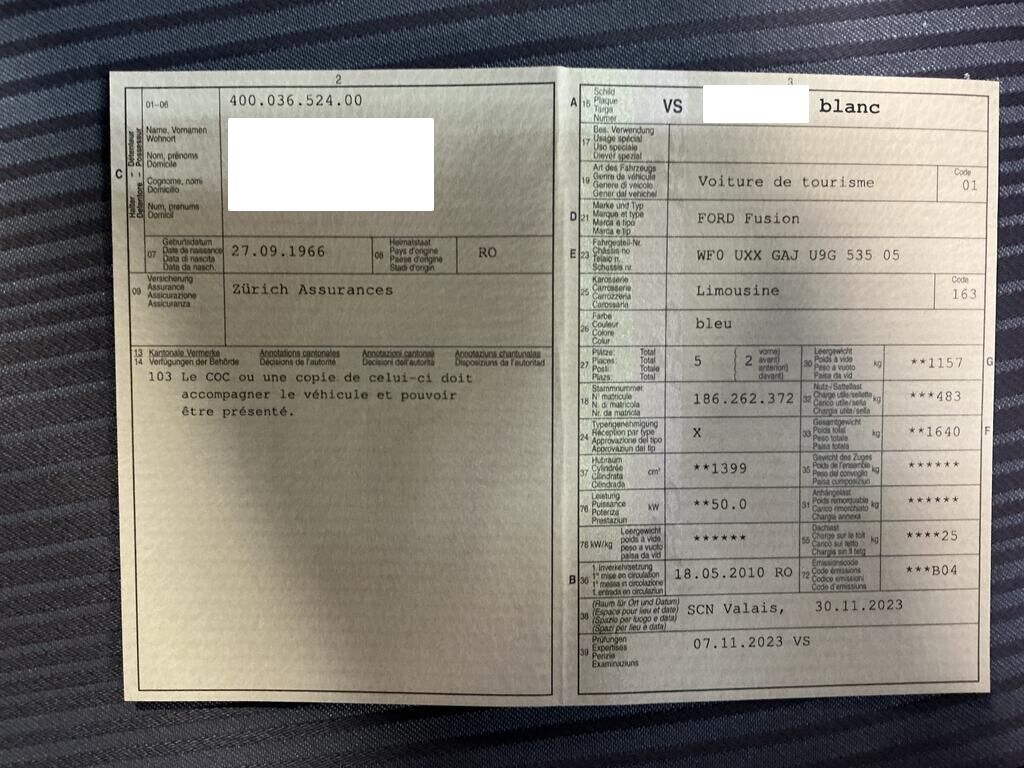 2
01-06
400.036.524.00
C
Halter – Détenteur
Detentore – Possessur
Name, Vornamen
Wohnort
Nom, prénoms
Domicile
Cognome, nomi
Domicilio
Num, prenums
Domicil
07
Geburtsdatum
Date de naissance
Data di nascita
Data da nasch.
27.09.1966
08
Heimatstaat
Pays d'origine
Paese d'origine
Stadi d'origin
RO
09
Versicherung
Assurance
Assicurazione
Assicuranza
Zürich Assurances
13 Kantonale Vermerke Annotations cantonales Annotazioni cantonali Annotaziuns chantunalas
14 Verfügungen der Behörde Décisions de l'autorité Decisioni dell'autorità Disposiziuns da l'autoritad
103 Le COC ou une copie de celui-ci doit
accompagner le véhicule et pouvoir
être présenté.
3
A 15
Schild
Plaque
Targa
Numer
VS blanc
17
Bes. Verwendung
Usage spécial
Uso speciale
Diever spezial
19
Art des Fahrzeugs
Genre de véhicule
Genere di veicolo
Gener dal vehichel
Voiture de tourisme
Code
01
D 21
Marke und Typ
Marque et type
Marca e tipo
Marca e tip
FORD Fusion
E 23
Fahrgestell-Nr.
Châssis no
Telaio n.
Schassis nr.
WF0 UXX GAJ U9G 535 05
25
Karosserie
Carrosserie
Carrozzeria
Carossaria
Limousine
Code
163
26
Farbe
Couleur
Colore
Colur
bleu
27
Plätze: Total
Places: Total
Posti: Totale
Plazs: Total
5
2
vorne)
avant)
anteriori)
davant)
30
Leergewicht
Poids à vide
Peso a vuoto
Paisa da vid
kg
**1157
G
18
Stammnummer
N° matricule
N. di matricola
Nr. da matricla
186.262.372
32
Nutz-/Sattellast
Charge utile/sellette
Carico utile/sella
Chargia utila/sella
kg
***483
24
Typengenehmigung
Réception par type
Approvazione del tipo
Approvaziun dal tip
X
33
Gesamtgewicht
Poids total
Peso totale
Paisa totala
kg
**1640
F
37
Hubraum
Cylindrée
Cilindrata
Cilindrada
cm³
**1399
35
Gewicht des Zuges
Poids de l'ensemble
Peso del convoglio
Paisa cumposiziun
kg
******
76
Leistung
Puissance
Potenza
Prestaziun
kW
**50.0
31
Anhängelast
Poids remorquable
Carico rimorchiato
Chargia annexa
kg
******
78 kW/kg
Leergewicht
poids à vide
peso a vuoto
paisa da vid
******
55
Dachlast
Charge sur le toit
Carico sul tetto
Chargia sin il tetg
kg
****25
B 36
1. Inverkehrsetzung
1re mise en circulation
1a messa in circolazione
1. entrada en circulaziun
18.05.2010 RO
72
Emissionscode
Code émissions
Codice emissioni
Code d'emissiuns
***B04
38
(Raum für Ort und Datum)
(Espace pour lieu et date)
(Spazio per luogo e data)
(Spazi per lieu e data)
SCN Valais, 30.11.2023
39
Prüfungen
Expertises
Perizie
Examinaziuns
07.11.2023 VS